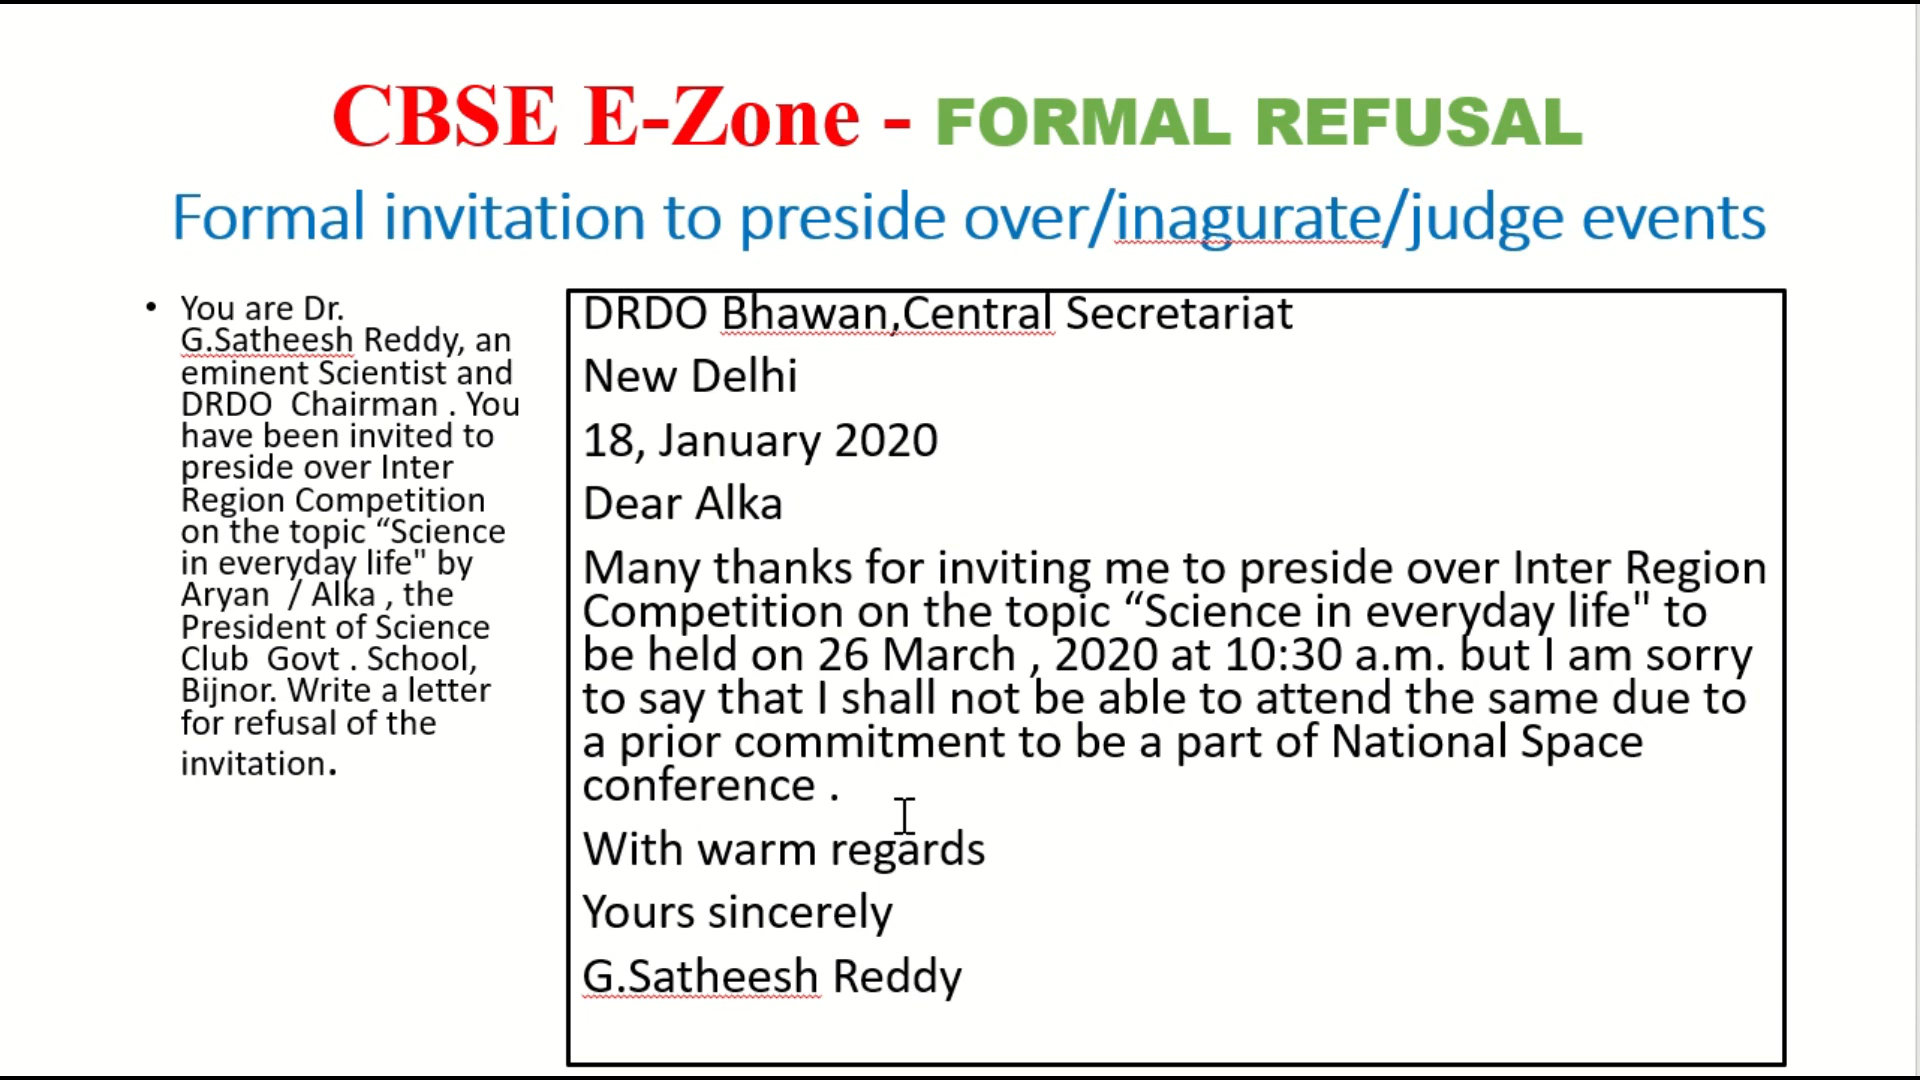 CBSE E-Zone - FORMAL REFUSAL
Formal invitation to preside over/inagurate/judge events
• You are Dr.
G.Satheesh Reddy, an
eminent Scientist and
DRDO Chairman . You
have been invited to
preside over Inter
Region Competition
on the topic “Science
in everyday life" by
Aryan / Alka , the
President of Science
Club Govt . School,
Bijnor. Write a letter
for refusal of the
invitation.
DRDO Bhawan,Central Secretariat
New Delhi
18, January 2020
Dear Alka
Many thanks for inviting me to preside over Inter Region
Competition on the topic “Science in everyday life" to
be held on 26 March , 2020 at 10:30 a.m. but I am sorry
to say that I shall not be able to attend the same due to
a prior commitment to be a part of National Space
conference .
With warm regards
Yours sincerely
G.Satheesh Reddy